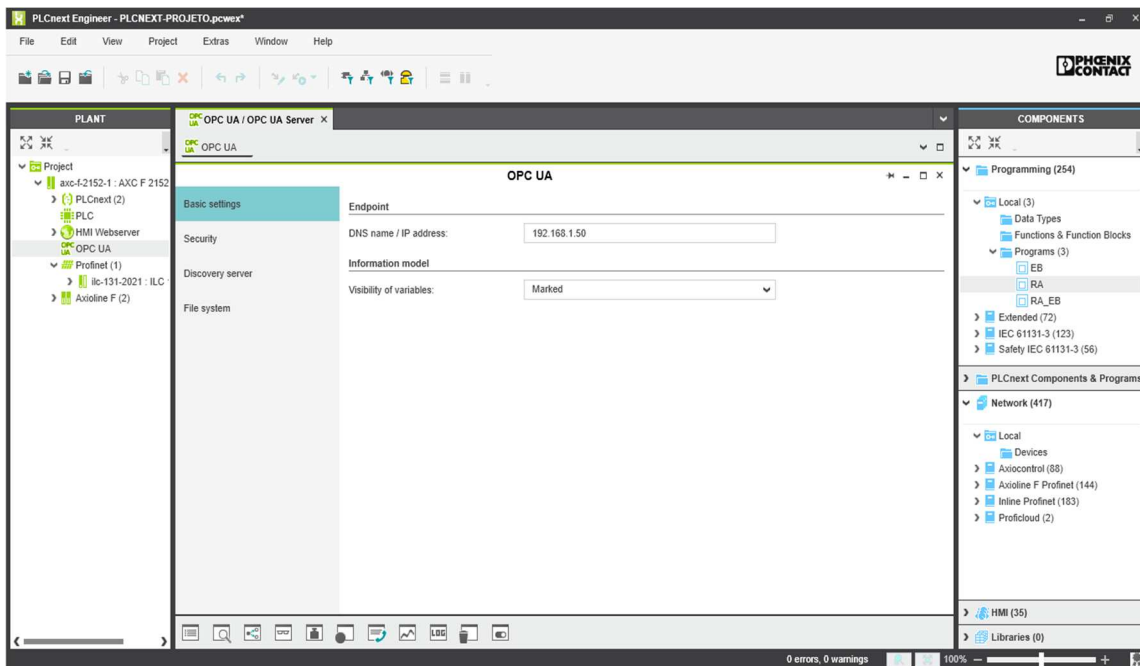 PLCnext Engineer - PLCNEXT-PROJETO.pcwex*
File Edit View Project Extras Window Help
PHŒNIX
CONTACT
PLANT
Project
axc-f-2152-1 : AXC F 2152
PLCnext (2)
PLC
HMI Webserver
OPC UA
Profinet (1)
ilc-131-2021 : ILC
Axioline F (2)
OPC UA / OPC UA Server
OPC UA
OPC UA
Basic settings
Security
Discovery server
File system
Endpoint
DNS name / IP address: 192.168.1.50
Information model
Visibility of variables: Marked
LOG
COMPONENTS
Programming (254)
Local (3)
Data Types
Functions & Function Blocks
Programs (3)
EB
RA
RA_EB
Extended (72)
IEC 61131-3 (123)
Safety IEC 61131-3 (56)
PLCnext Components & Programs
Network (417)
Local
Devices
Axiocontrol (88)
Axioline F Profinet (144)
Inline Profinet (183)
Proficloud (2)
HMI (35)
Libraries (0)
0 errors, 0 warnings 100%